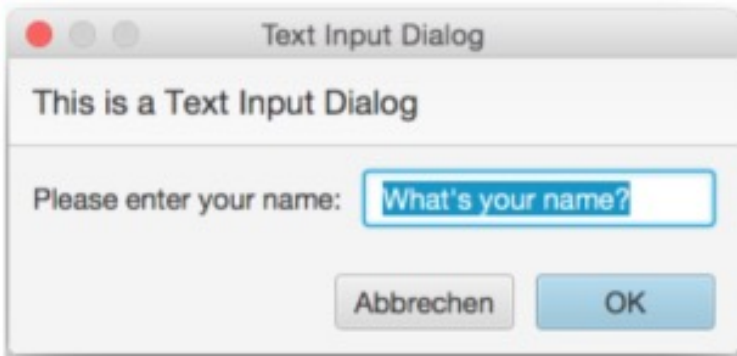 Text Input Dialog
This is a Text Input Dialog
Please enter your name: What's your name?
Abbrechen OK